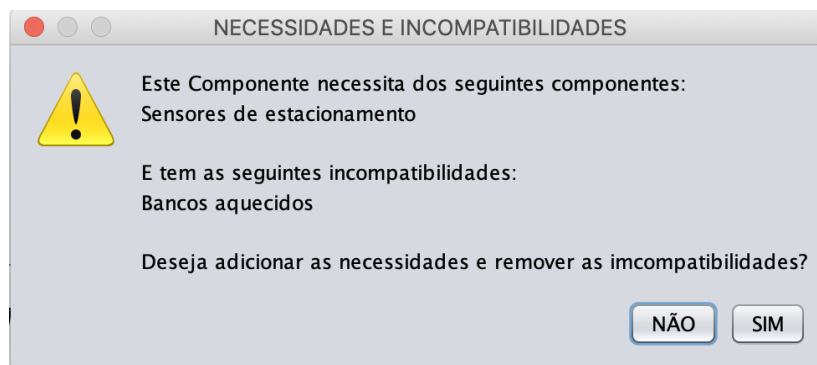 NECESSIDADES E INCOMPATIBILIDADES
Este Componente necessita dos seguintes componentes:
Sensores de estacionamento
E tem as seguintes incompatibilidades:
Bancos aquecidos
Deseja adicionar as necessidades e remover as imcompatibilidades?
NÃO SIM